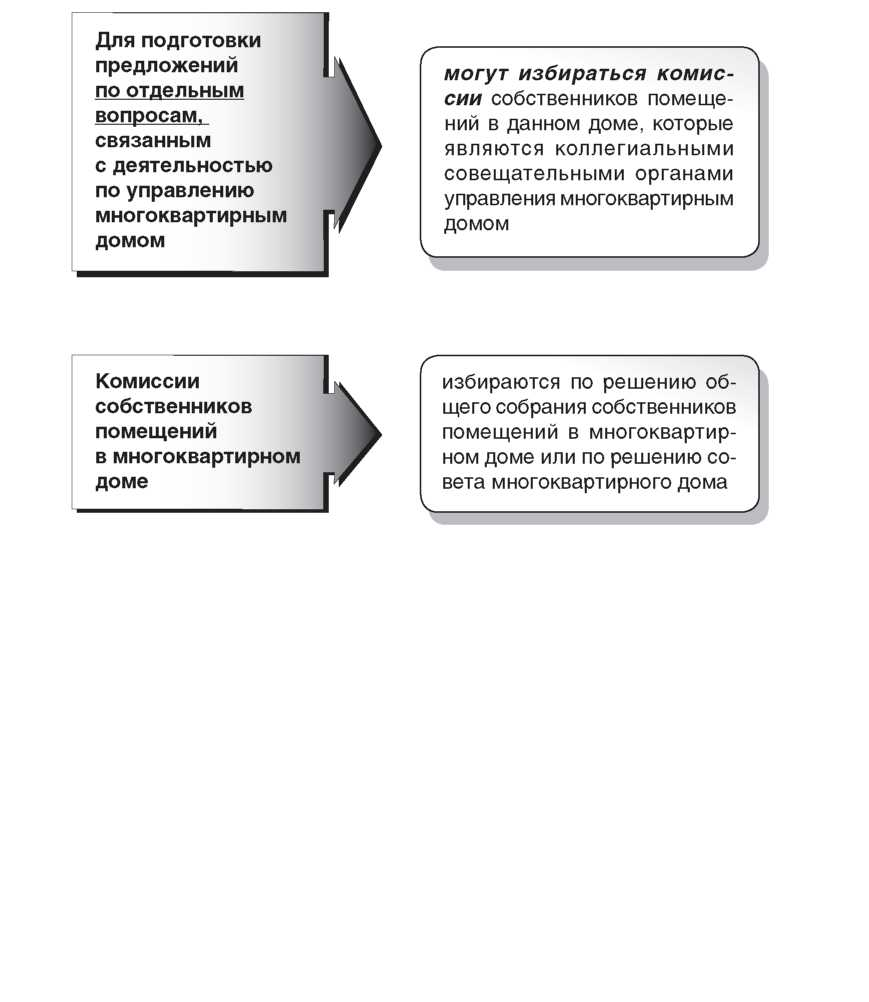 Для подготовки
предложений
по отдельным
вопросам,
связанным
с деятельностью
по управлению
многоквартирным
домом
могут избираться комис-
сии собственников помеще-
ний в данном доме, которые
являются коллегиальными
совещательными органами
управления многоквартирным
домом
Комиссии
собственников
помещений
в многоквартирном
доме
избираются по решению об-
щего собрания собственников
помещений в многоквартир-
ном доме или по решению со-
вета многоквартирного дома